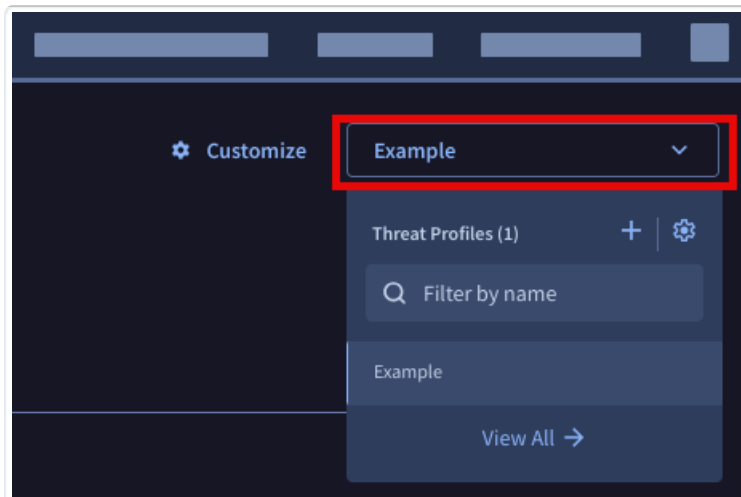 Customize
Example
Threat Profiles (1)
Filter by name
Example
View All